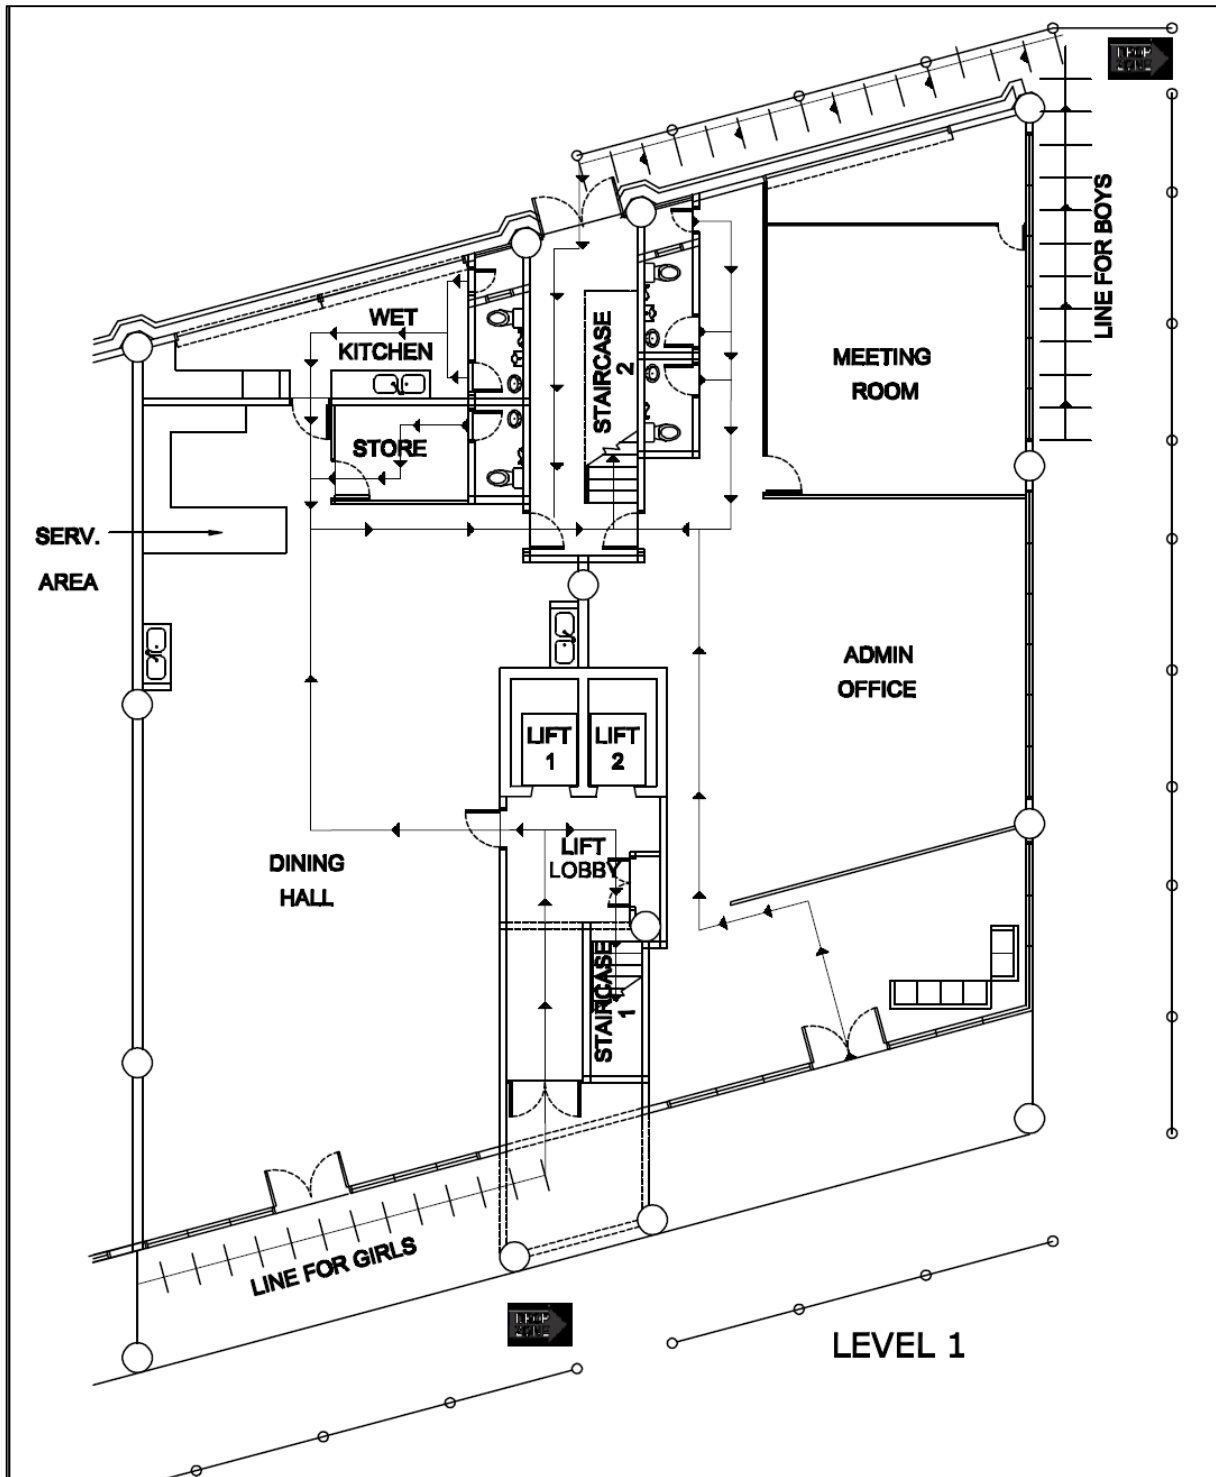 LINE FOR BOYS
WET
KITCHEN
STAIRCASE
2
MEETING
ROOM
STORE
SERV.
AREA
ADMIN
OFFICE
LIFT
1
LIFT
2
LIFT
LOBBY
DINING
HALL
STAIRCASE
1
LINE FOR GIRLS
LEVEL 1